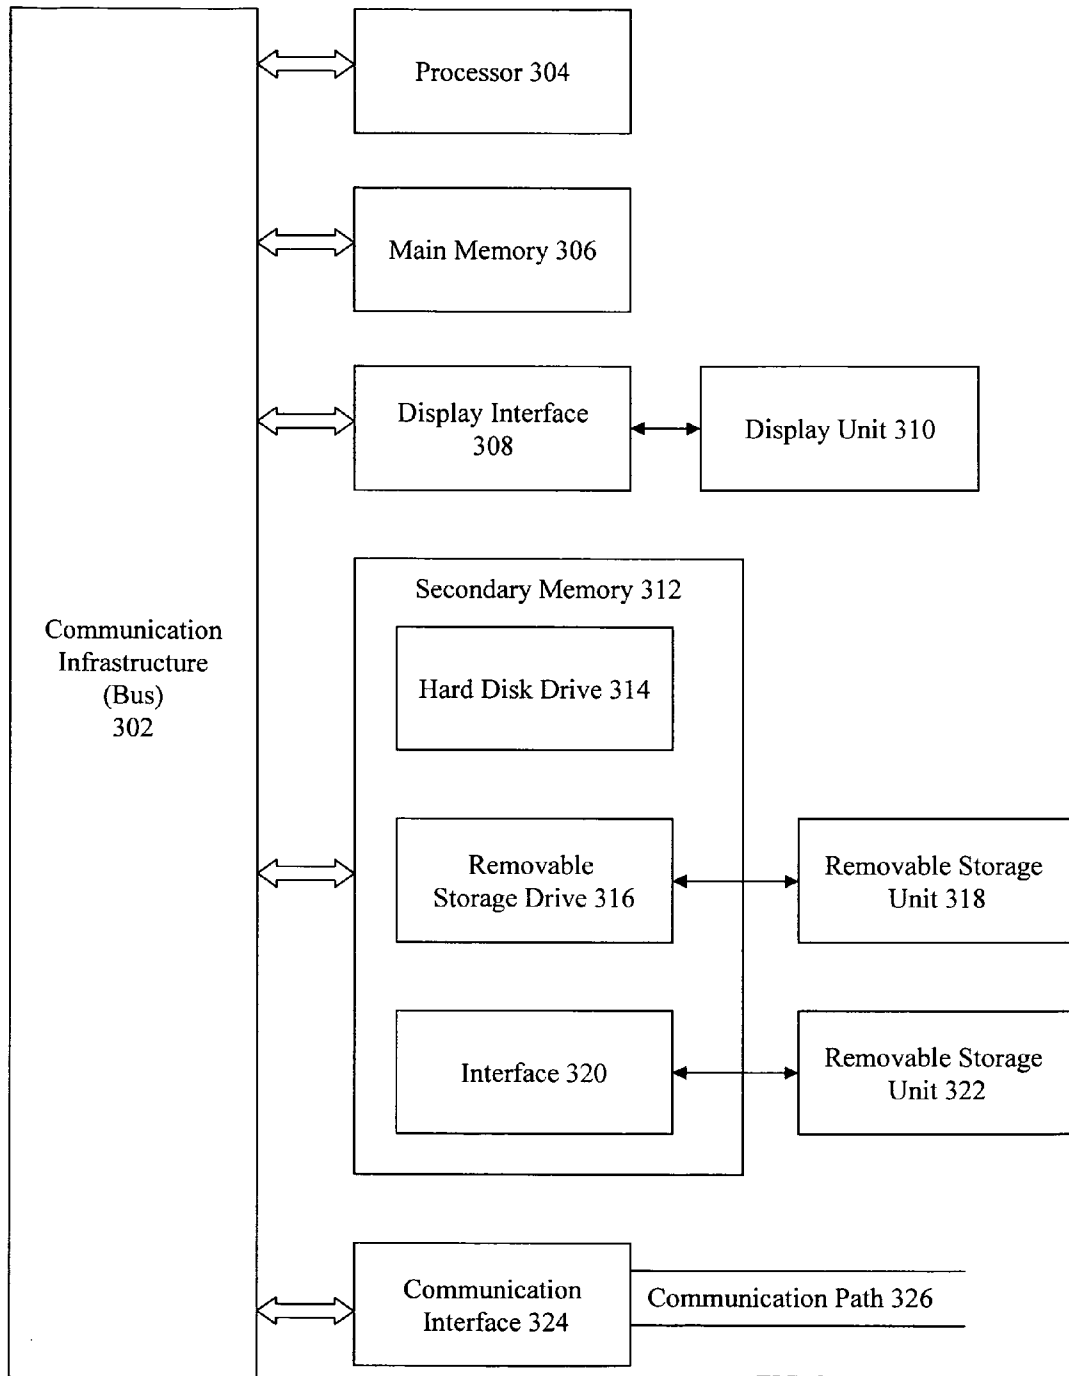 Processor 304
Main Memory 306
Display Interface
308
Display Unit 310
Secondary Memory 312
Communication
Infrastructure
(Bus)
302
Hard Disk Drive 314
Removable
Storage Drive 316
Removable Storage
Unit 318
Interface 320
Removable Storage
Unit 322
Communication
Interface 324
Communication Path 326